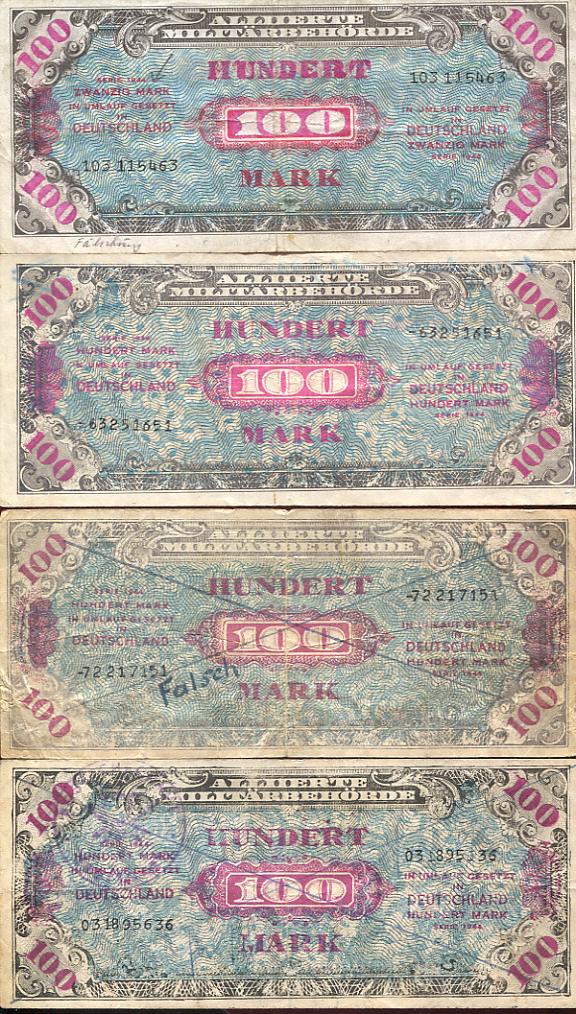 100 ALLIIERTE 100
MILITÄRBEHÖRDE
HUNDERT
SERIE 1944
ZWANZIG MARK
IN UMLAUF GESETZT
IN
DEUTSCHLAND
103 115463
100
MARK
103 115463
IN UMLAUF GESETZT
IN
DEUTSCHLAND
ZWANZIG MARK
SERIE 1944
100 100
Fälschung
100 ALLIIERTE 100
MILITÄRBEHÖRDE
HUNDERT
SERIE 1944
HUNDERT MARK
IN UMLAUF GESETZT
IN
DEUTSCHLAND
-63251651
100
MARK
-63251651
IN UMLAUF GESETZT
IN
DEUTSCHLAND
HUNDERT MARK
SERIE 1944
100 100
100 ALLIIERTE 100
MILITÄRBEHÖRDE
HUNDERT
SERIE 1944
HUNDERT MARK
IN UMLAUF GESETZT
IN
DEUTSCHLAND
-72217151
Falsch
100
MARK
-72217151
IN UMLAUF GESETZT
IN
DEUTSCHLAND
HUNDERT MARK
SERIE 1944
100 100
100 ALLIIERTE 100
MILITÄRBEHÖRDE
HUNDERT
SERIE 1944
HUNDERT MARK
IN UMLAUF GESETZT
IN
DEUTSCHLAND
031895636
100
MARK
IN UMLAUF GESETZT
IN
DEUTSCHLAND
HUNDERT MARK
SERIE 1944
100 100